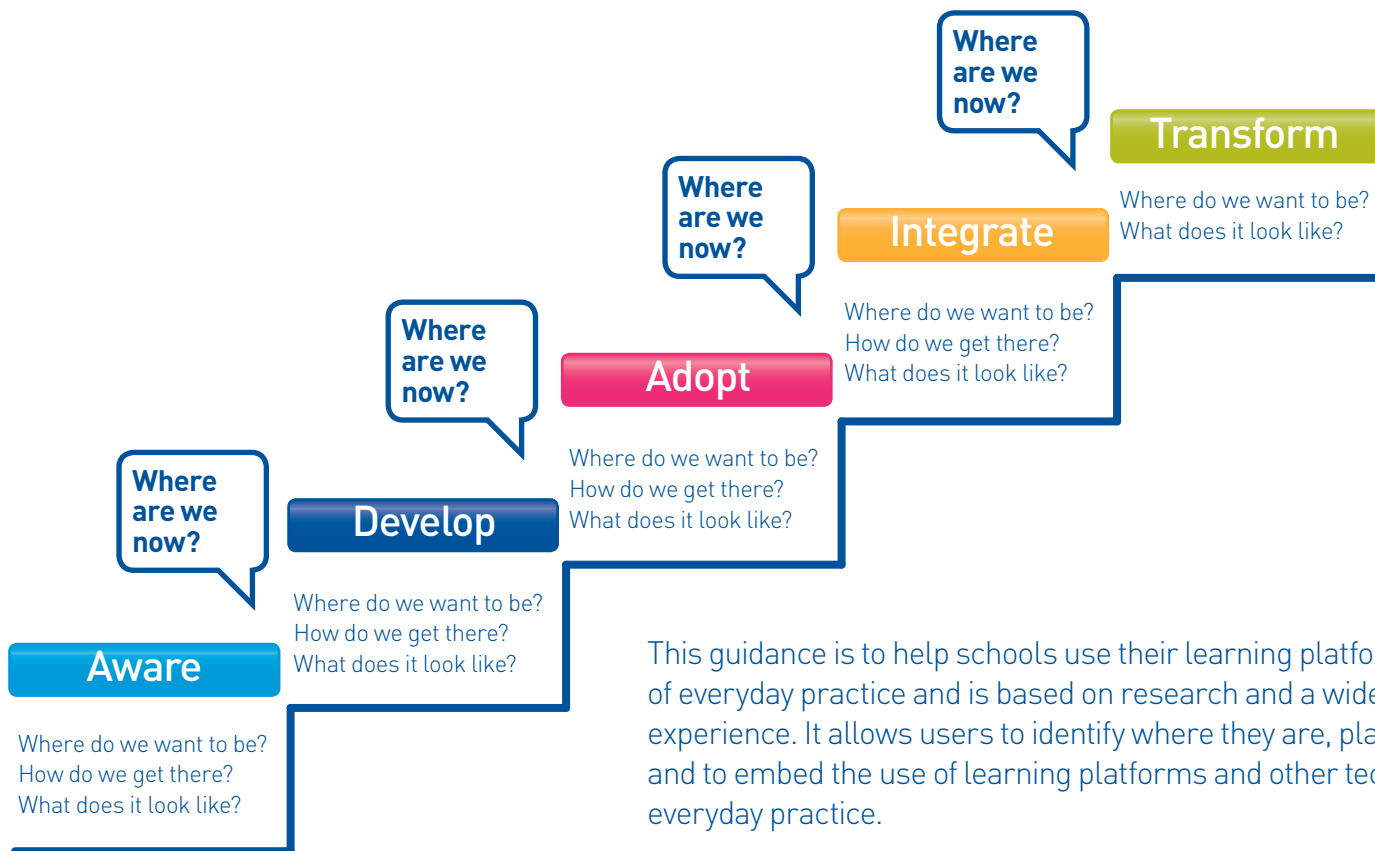 Where
are we
now?
Transform
Where do we want to be?
What does it look like?
Where
are we
now?
Integrate
Where do we want to be?
How do we get there?
What does it look like?
Where
are we
now?
Adopt
Where do we want to be?
How do we get there?
What does it look like?
Where
are we
now?
Develop
Where do we want to be?
How do we get there?
What does it look like?
Aware
Where do we want to be?
How do we get there?
What does it look like?
This guidance is to help schools use their learning platfo
of everyday practice and is based on research and a wide
experience. It allows users to identify where they are, pla
and to embed the use of learning platforms and other tec
everyday practice.